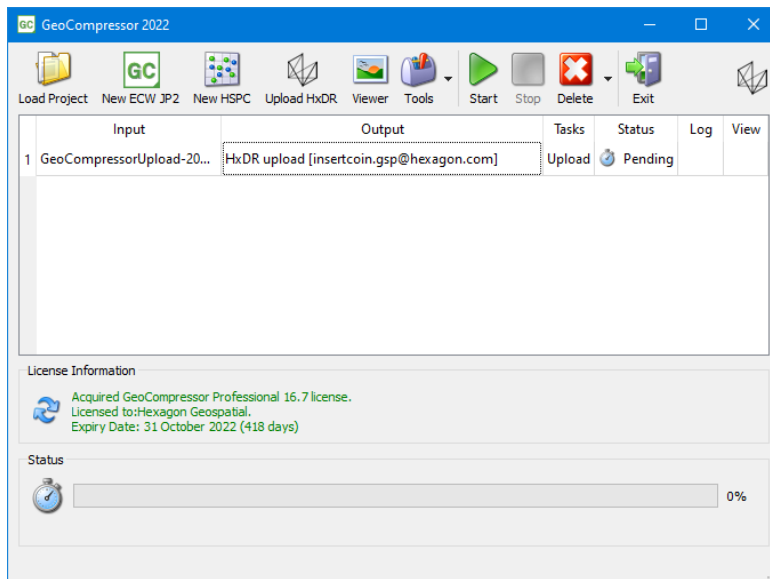 GC GeoCompressor 2022
GC
Load Project New ECW JP2 New HSPC Upload HxDR Viewer Tools Start Stop Delete Exit
Input Output Tasks Status Log View
1 GeoCompressorUpload-20... HxDR upload [insertcoin.gsp@hexagon.com] Upload Pending
License Information
Acquired GeoCompressor Professional 16.7 license.
Licensed to:Hexagon Geospatial.
Expiry Date: 31 October 2022 (418 days)
Status
0%